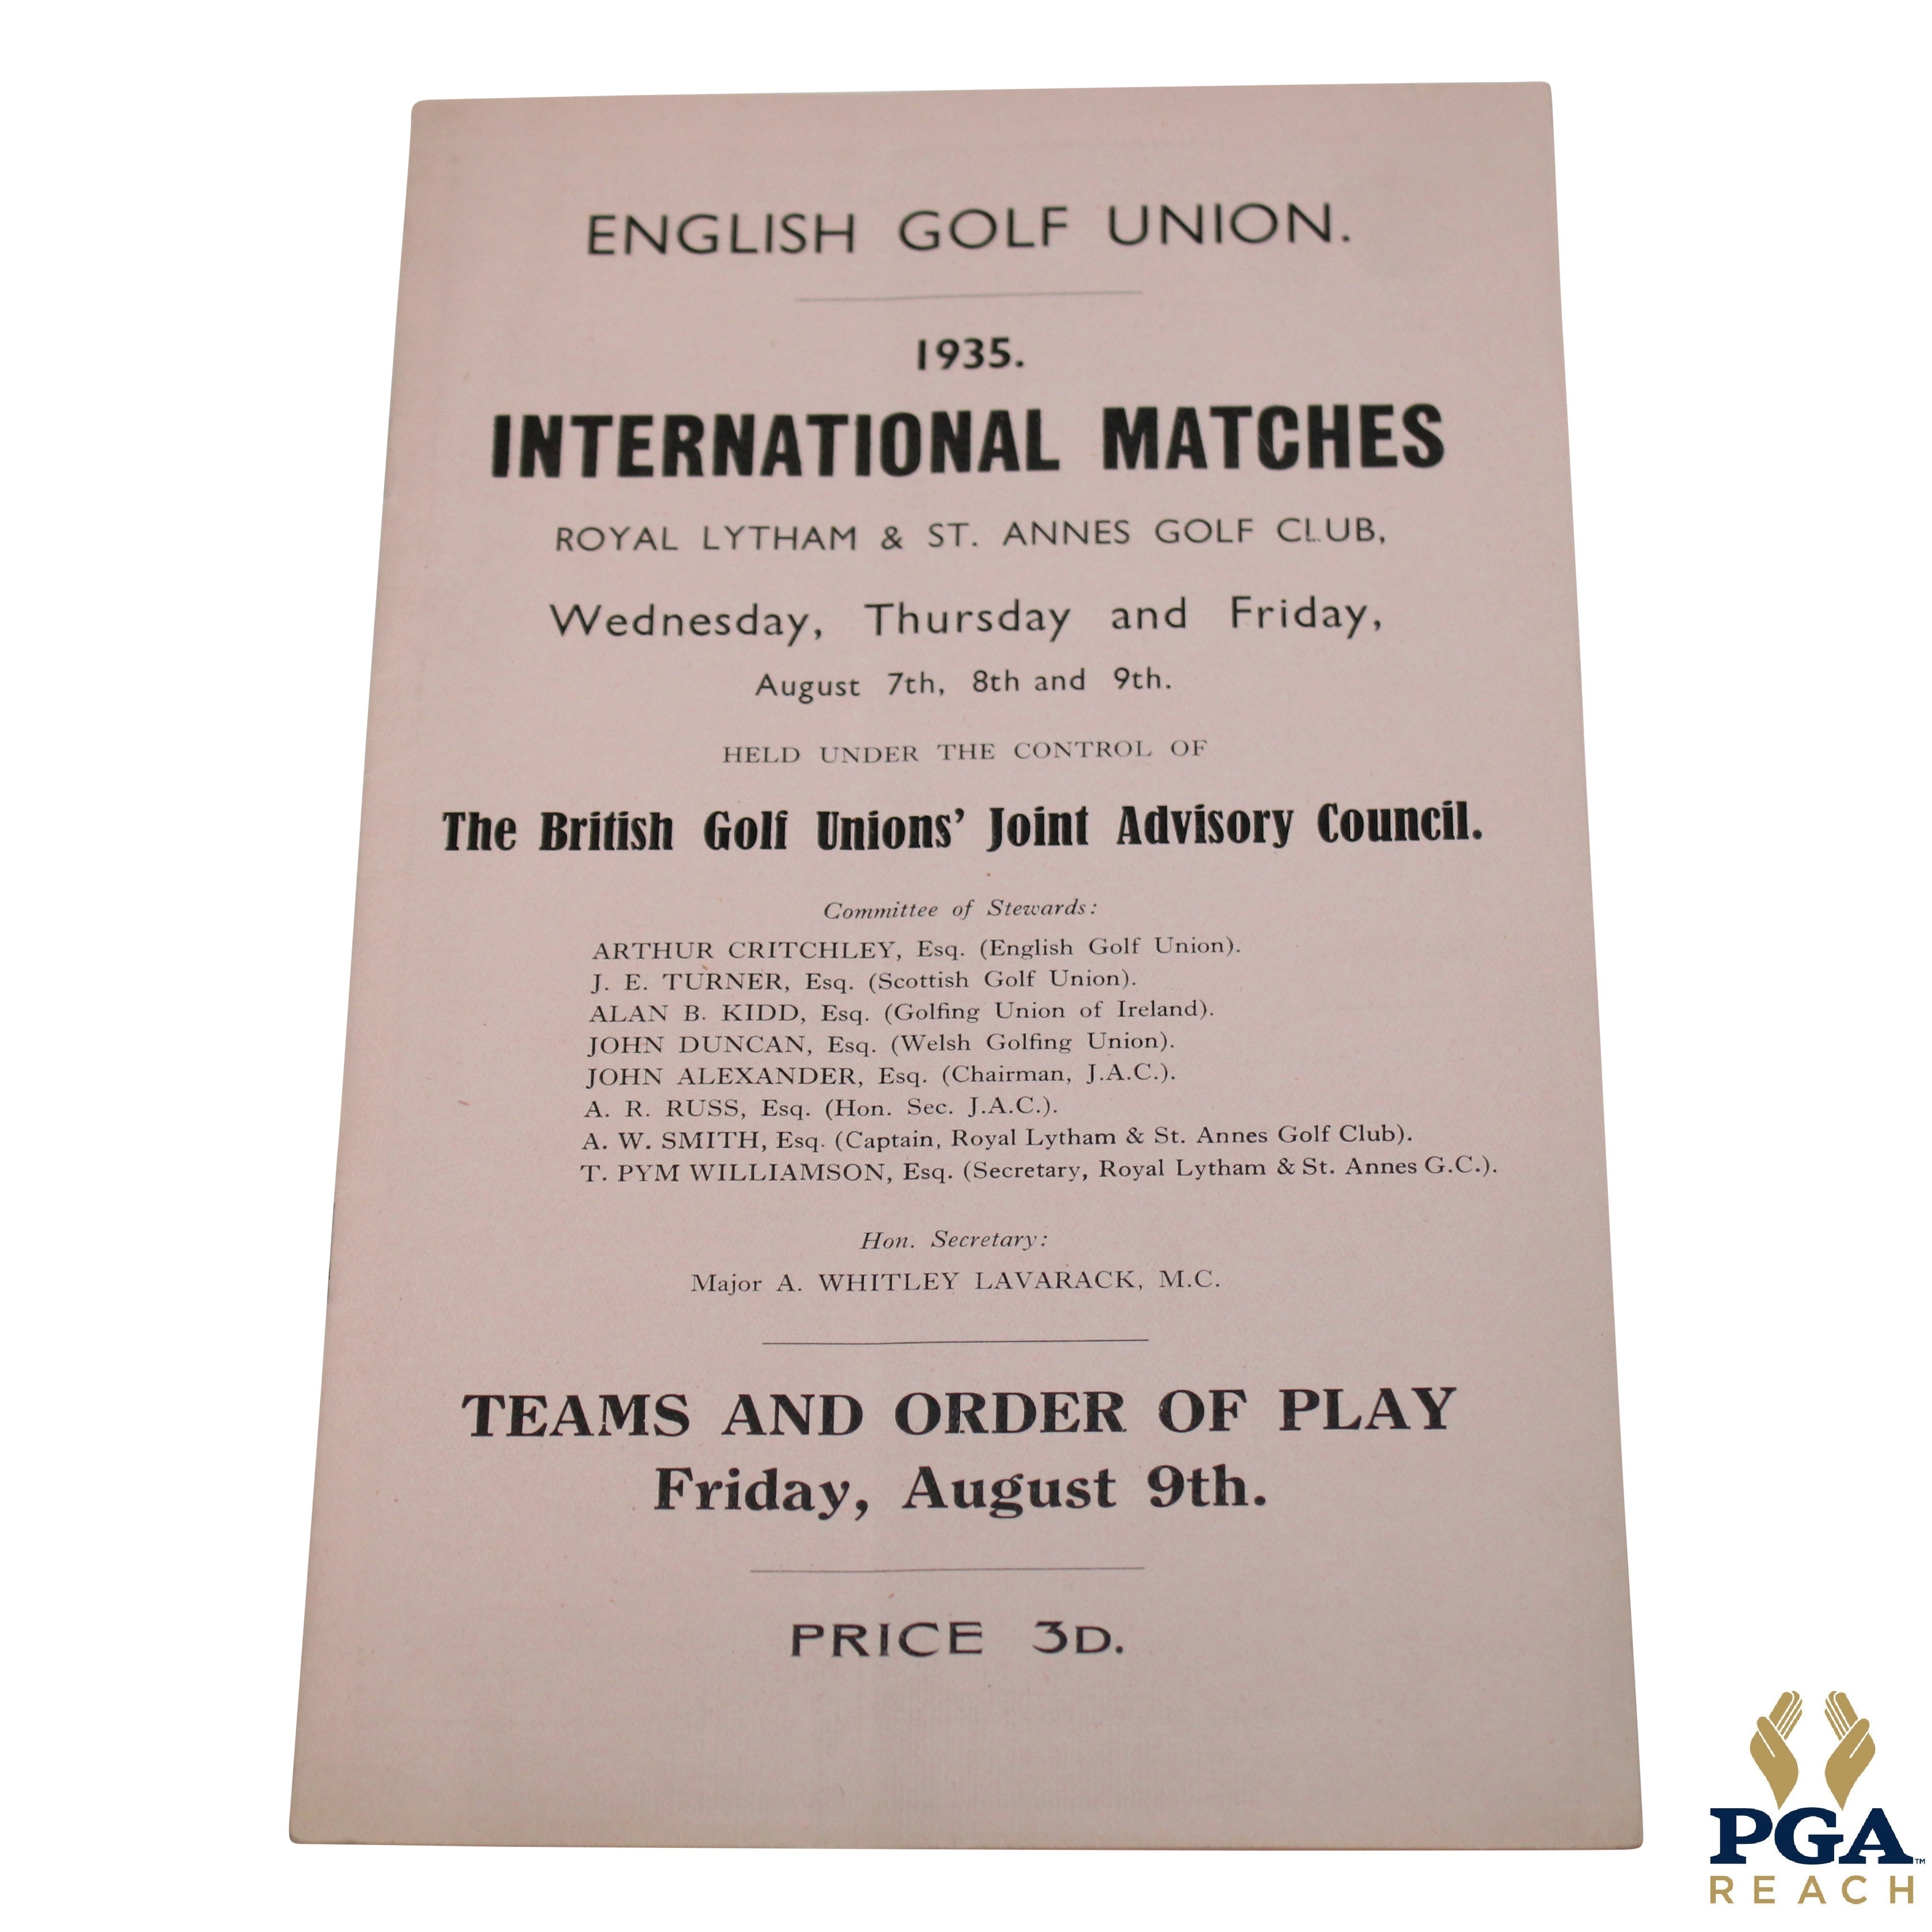 ENGLISH GOLF UNION.
1935.
INTERNATIONAL MATCHES
ROYAL LYTHAM & ST. ANNES GOLF CLUB,
Wednesday, Thursday and Friday,
August 7th, 8th and 9th.
HELD UNDER THE CONTROL OF
The British Golf Unions' Joint Advisory Council.
Committee of Stewards:
ARTHUR CRITCHLEY, Esq. (English Golf Union).
J. E. TURNER, Esq. (Scottish Golf Union).
ALAN B. KIDD, Esq. (Golfing Union of Ireland).
JOHN DUNCAN, Esq. (Welsh Golfing Union).
JOHN ALEXANDER, Esq. (Chairman, J.A.C.).
A. R. RUSS, Esq. (Hon. Sec. J.A.C.).
A. W. SMITH, Esq. (Captain, Royal Lytham & St. Annes Golf Club).
T. PYM WILLIAMSON, Esq. (Secretary, Royal Lytham & St. Annes G.C.).
Hon. Secretary:
Major A. WHITLEY LAVARACK, M.C.
TEAMS AND ORDER OF PLAY
Friday, August 9th.
PRICE 3D.
PGA™
REACH